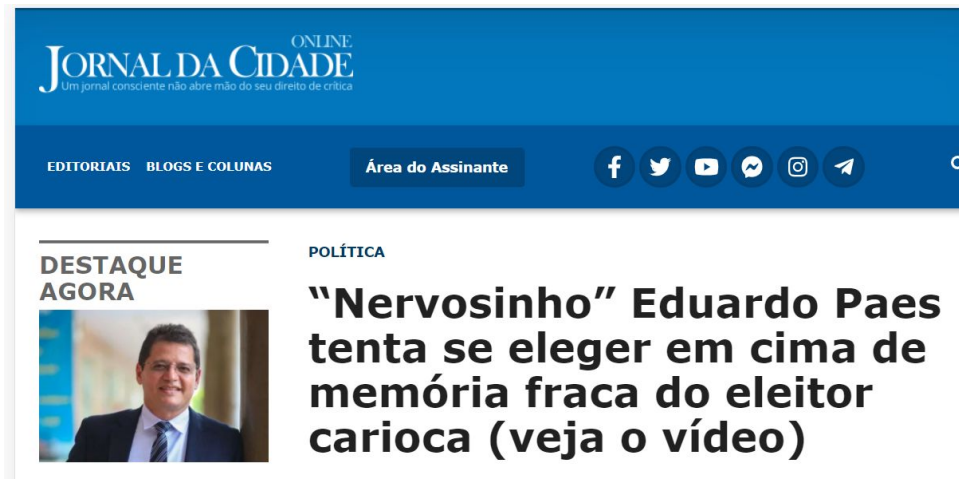 ONLINE
JORNAL DA CIDADE
Um jornal consciente não abre mão do seu direito de crítica
EDITORIAIS BLOGS E COLUNAS Área do Assinante
DESTAQUE
AGORA
POLÍTICA
“Nervosinho” Eduardo Paes
tenta se eleger em cima de
memória fraca do eleitor
carioca (veja o vídeo)